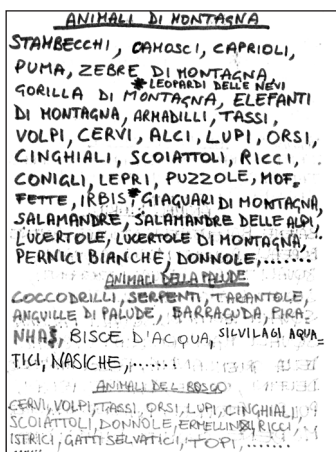 ANIMALI DI MONTAGNA
STAMBECCHI, CAMOSCI, CAPRIOLI,
PUMA, ZEBRE DI MONTAGNA,
*LEOPARDI DELLE NEVI
GORILLA DI MONTAGNA, ELEFANTI
DI MONTAGNA, ARMADILLI, TASSI,
VOLPI, CERVI, ALCI, LUPI, ORSI,
CINGHIALI, SCOIATTOLI, RICCI,
CONIGLI, LEPRI, PUZZOLE, MOF-
FETTE, IRBIS*, GIAGUARI DI MONTAGNA,
SALAMANDRE, SALAMANDRE DELLE ALPI,
LUCERTOLE, LUCERTOLE DI MONTAGNA,
PERNICI BIANCHE, DONNOLE,.......
ANIMALI DELLA PALUDE
COCCODRILLI, SERPENTI, TARANTOLE,
ANGUILLE DI PALUDE, BARRACUDA, PIRA-
NHAS, BISCE D'ACQUA, SILVILAGI AQUA-
TICI, NASICHE,.......
ANIMALI DEL BOSCO
CERVI, VOLPI, TASSI, ORSI, LUPI, CINGHIALI,
SCOIATTOLI, DONNOLE, ERMELLINI, RICCI,
ISTRICI, GATTI SELVATICI, TOPI,.......